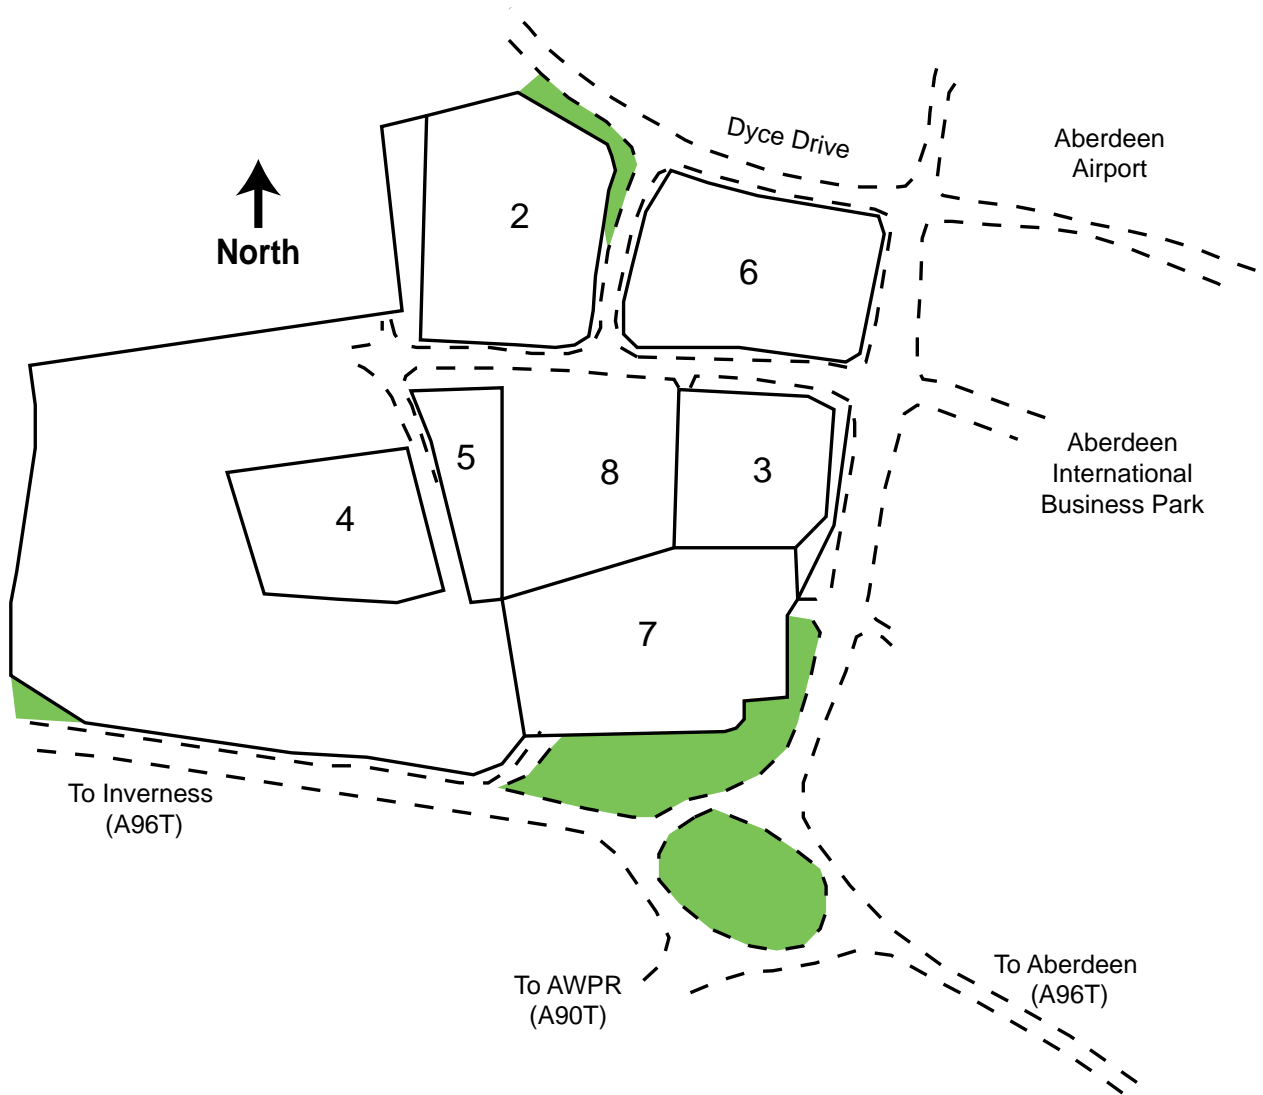 Dyce Drive
Aberdeen
Airport
North
2
6
5
8
3
4
Aberdeen
International
Business Park
7
To Inverness
(A96T)
To AWPR
(A90T)
To Aberdeen
(A96T)